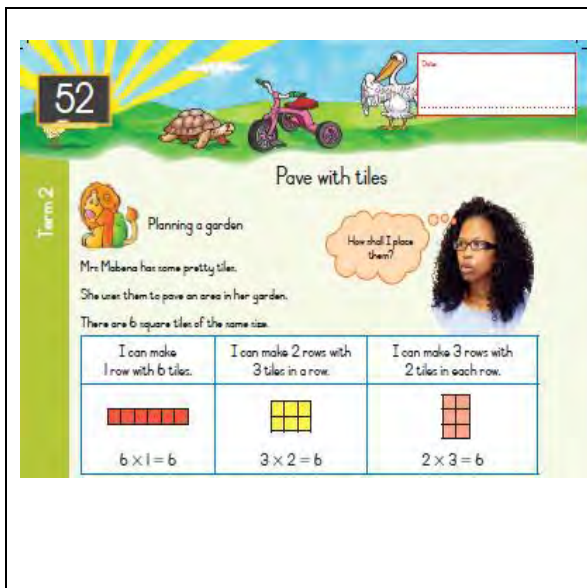 52
Date:
Term 2
Pave with tiles
Planning a garden
How shall I place
them?
Mrs Mabena has some pretty tiles.
She uses them to pave an area in her garden.
There are 6 square tiles of the same size.
I can make
1 row with 6 tiles.
I can make 2 rows with
3 tiles in a row.
I can make 3 rows with
2 tiles in each row.
6 × 1 = 6
3 × 2 = 6
2 × 3 = 6